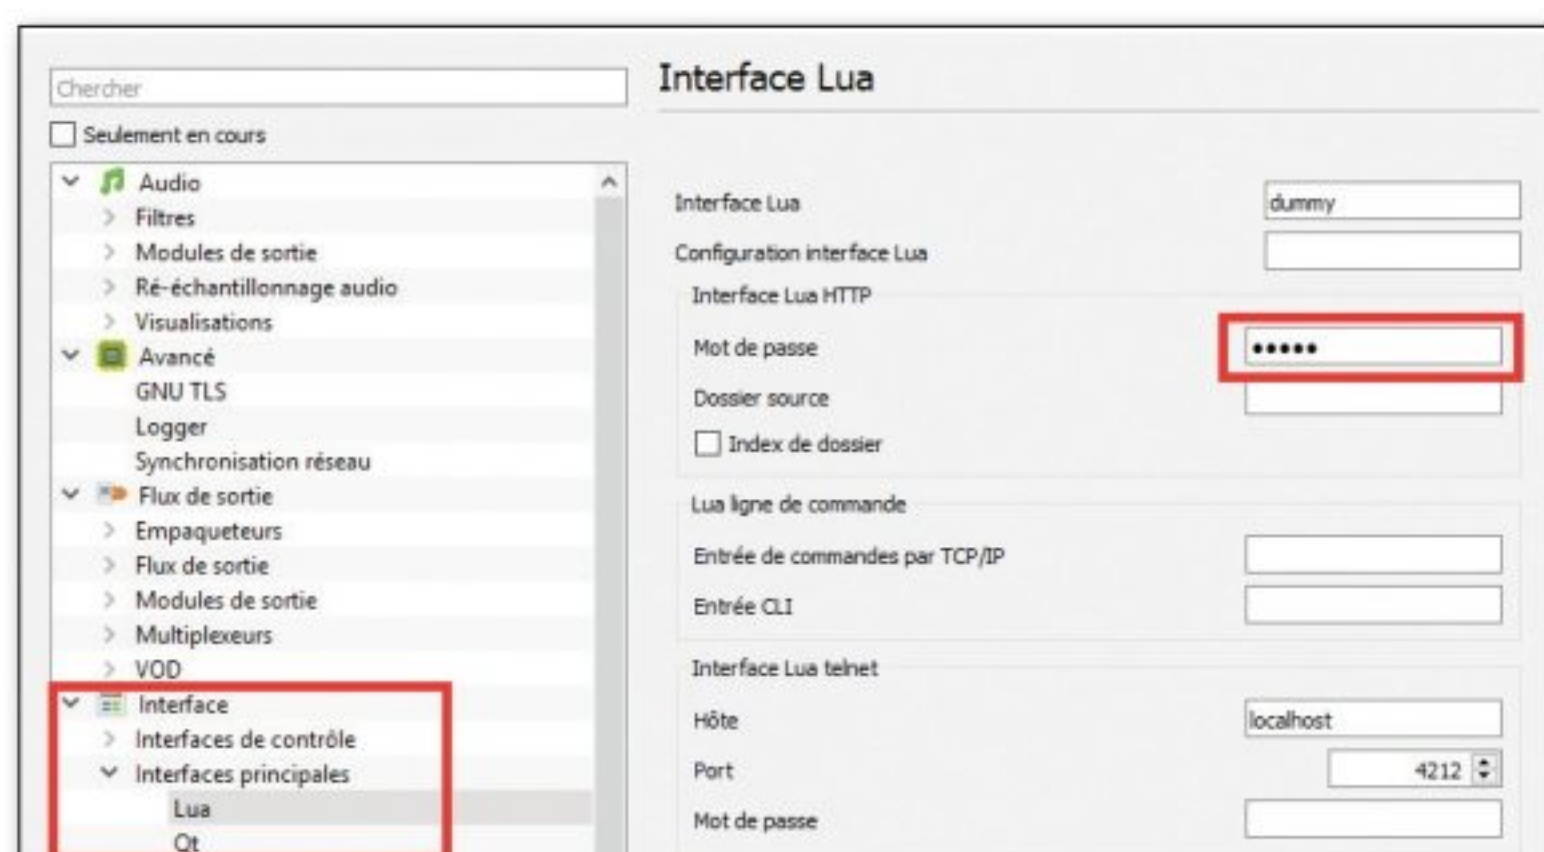 Chercher
Seulement en cours
Audio
Filtres
Modules de sortie
Ré-échantillonnage audio
Visualisations
Avancé
GNU TLS
Logger
Synchronisation réseau
Flux de sortie
Empaqueteurs
Flux de sortie
Modules de sortie
Multiplexeurs
VOD
Interface
Interfaces de contrôle
Interfaces principales
Lua
Qt
Interface Lua
Interface Lua dummy
Configuration interface Lua
Interface Lua HTTP
Mot de passe •••••
Dossier source
Index de dossier
Lua ligne de commande
Entrée de commandes par TCP/IP
Entrée CLI
Interface Lua telnet
Hôte localhost
Port 4212
Mot de passe